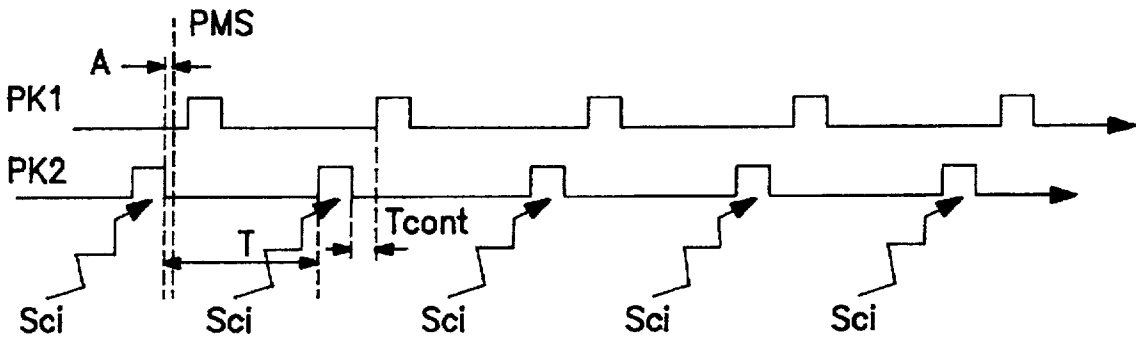 PMS
A
PK1
PK2
Tcont
T
Sci Sci Sci Sci Sci